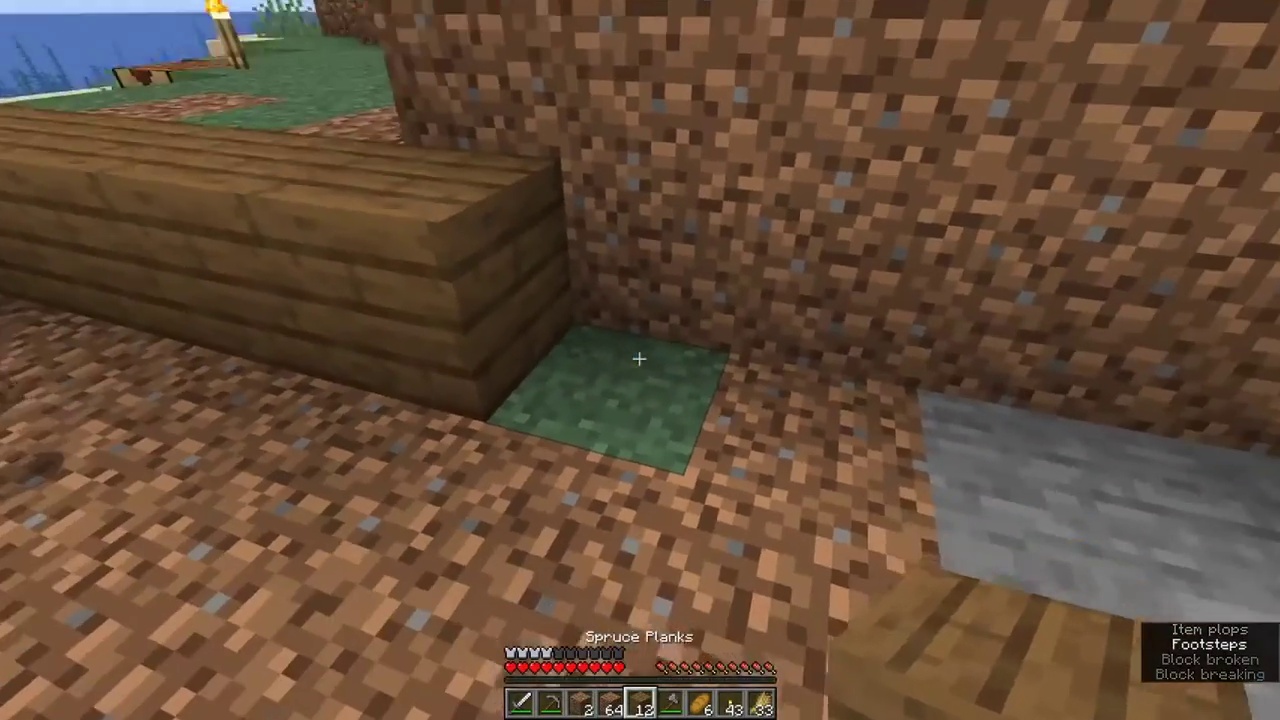 Spruce Planks
Item plops
Footsteps
Block broken
Block breaking
2 64 12 6 43 33